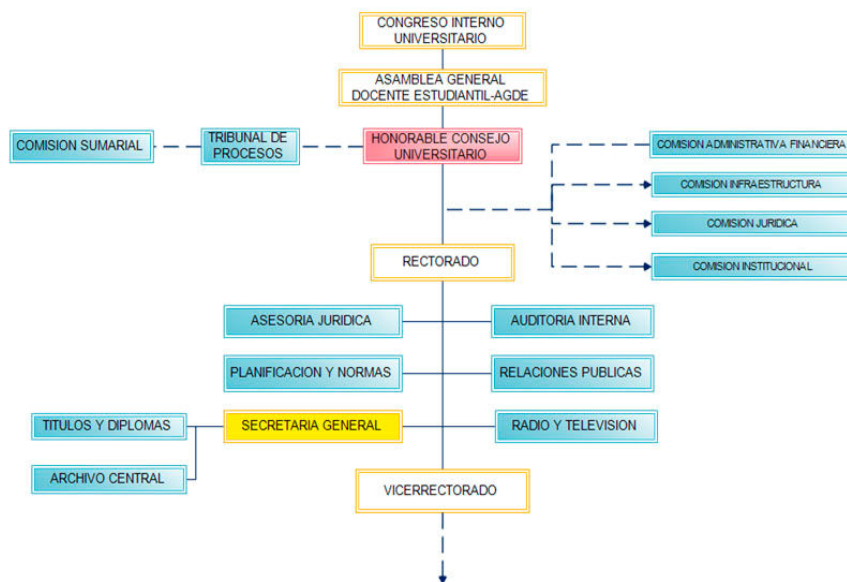 CONGRESO INTERNO
UNIVERSITARIO
ASAMBLEA GENERAL
DOCENTE ESTUDIANTIL-AGDE
COMISION SUMARIAL
TRIBUNAL DE
PROCESOS
HONORABLE CONSEJO
UNIVERSITARIO
COMISION ADMINISTRATIVA FINANCIERA
COMISION INFRAESTRUCTURA
COMISION JURIDICA
COMISION INSTITUCIONAL
RECTORADO
ASESORIA JURIDICA
AUDITORIA INTERNA
PLANIFICACION Y NORMAS
RELACIONES PUBLICAS
TITULOS Y DIPLOMAS
SECRETARIA GENERAL
RADIO Y TELEVISION
ARCHIVO CENTRAL
VICERRECTORADO